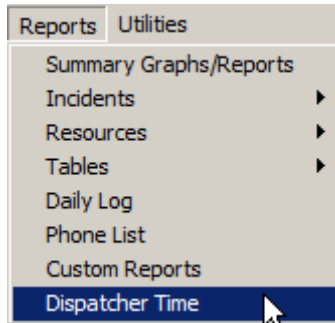 Reports Utilities
Summary Graphs/Reports
Incidents
Resources
Tables
Daily Log
Phone List
Custom Reports
Dispatcher Time